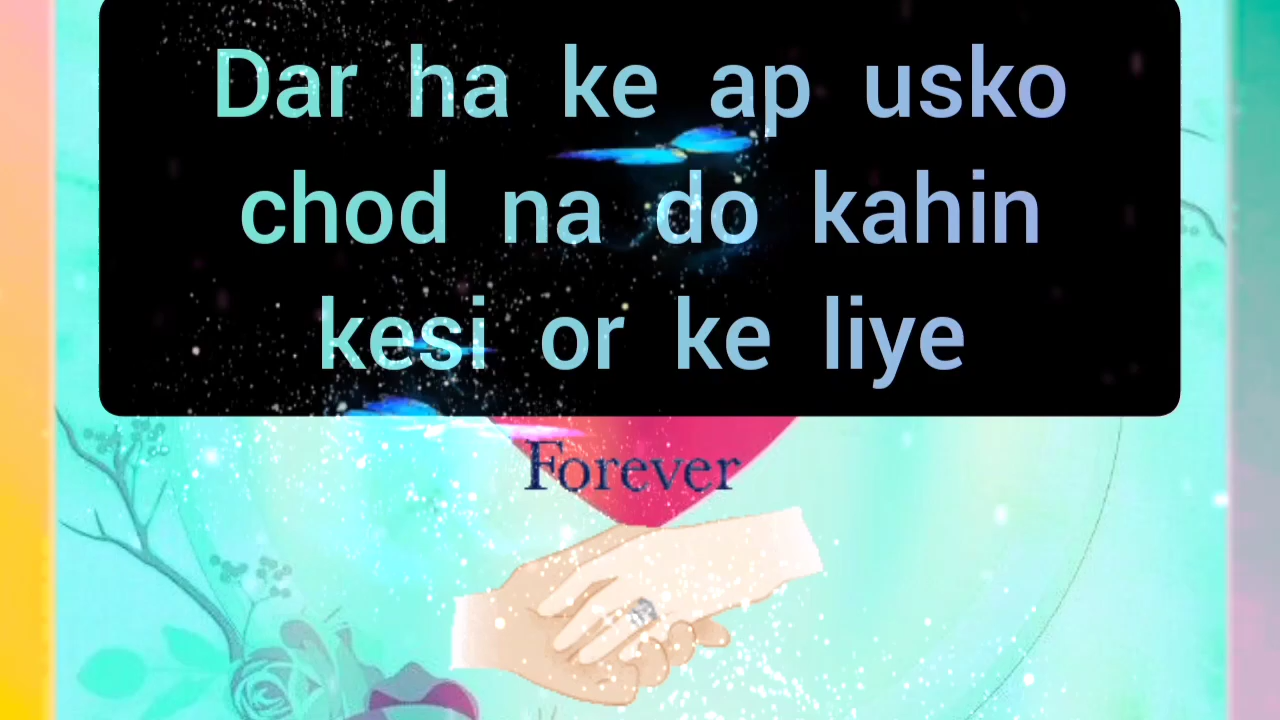 Dar ha ke ap usko
chod na do kahin
kesi or ke liye
Forever